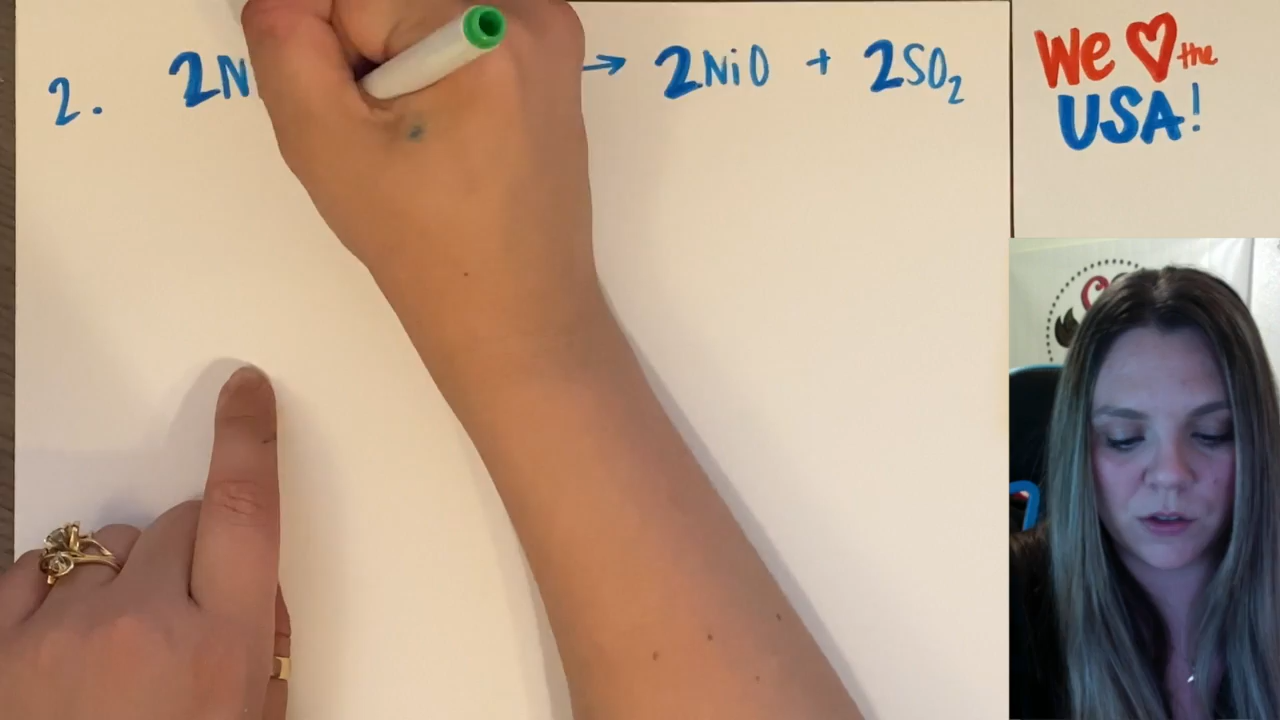 2. 2N → 2NiO + 2SO₂
We ♥ the
USA!